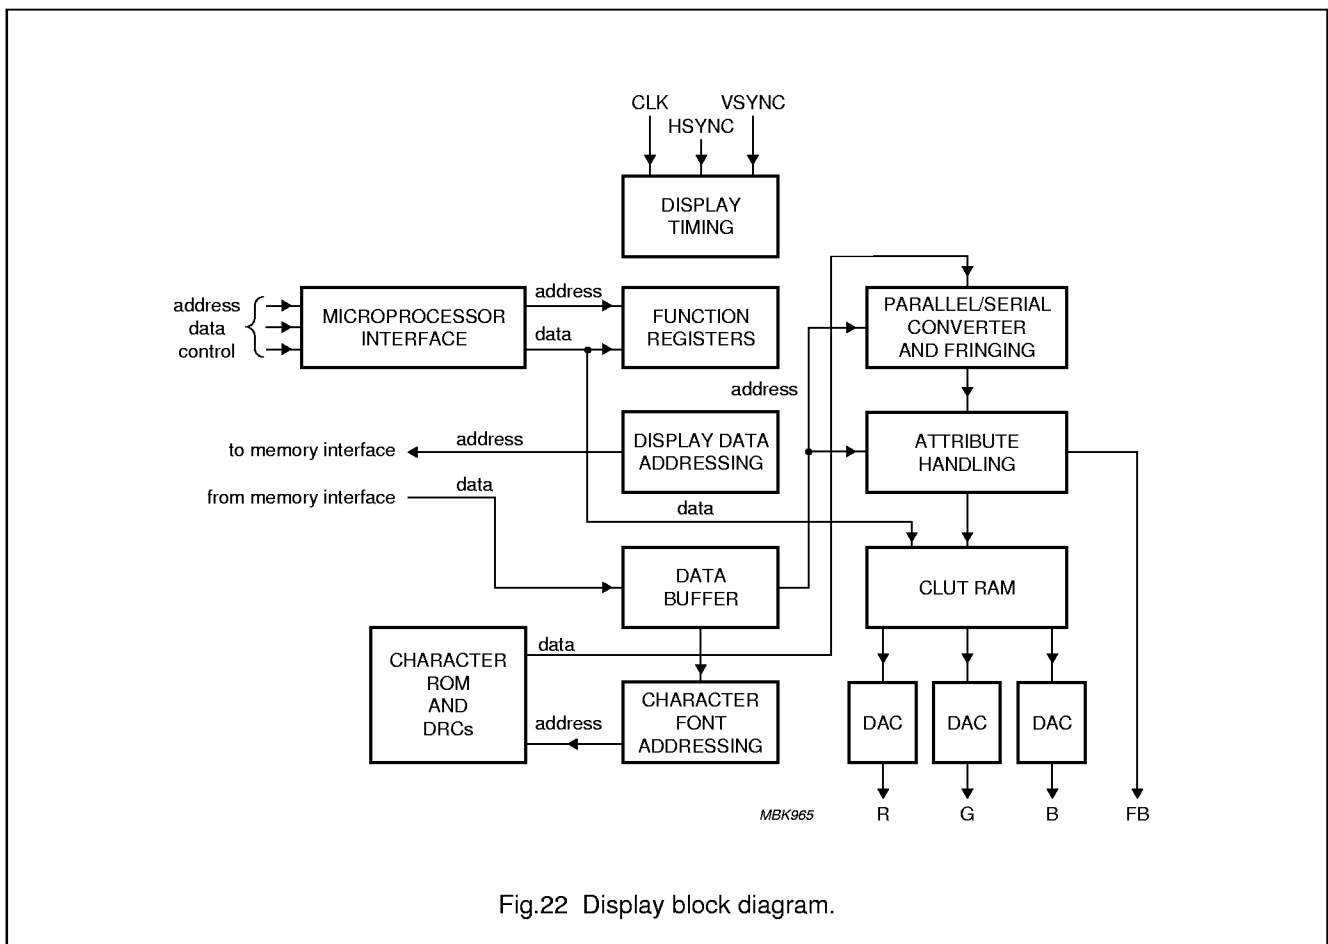 CLK
VSYNC
HSYNC
DISPLAY
TIMING
address
data
control
MICROPROCESSOR
INTERFACE
address
data
FUNCTION
REGISTERS
PARALLEL/SERIAL
CONVERTER
AND FRINGING
address
to memory interface
address
DISPLAY DATA
ADDRESSING
ATTRIBUTE
HANDLING
from memory interface
data
data
DATA
BUFFER
CLUT RAM
CHARACTER
ROM
AND
DRCs
data
address
CHARACTER
FONT
ADDRESSING
DAC
DAC
DAC
MBK965
R
G
B
FB
Fig.22 Display block diagram.